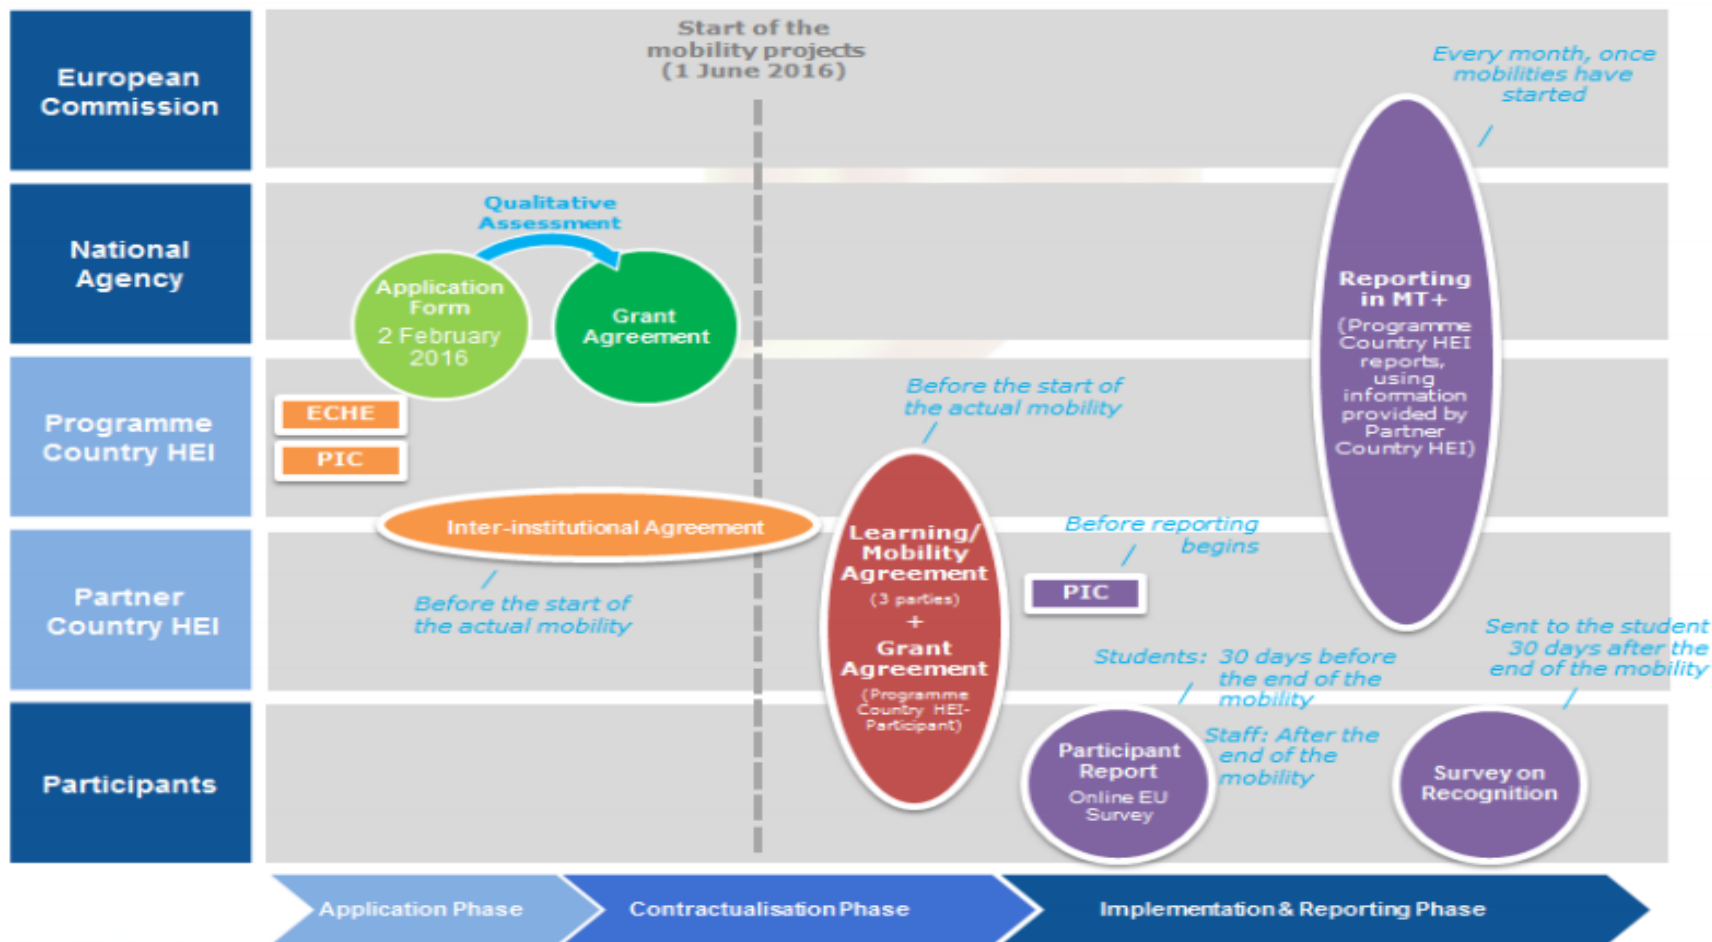 European
Commission
Start of the
mobility projects
(1 June 2016)
Every month, once
mobilities have
started
National
Agency
Qualitative
Assessment
Application
Form
2 February
2016
Grant
Agreement
Reporting
in MT+
(Programme
Country HEI
reports,
using
information
provided by
Partner
Country HEI)
Programme
Country HEI
ECHE
PIC
Before the start of
the actual mobility
Inter-institutional Agreement
Learning/
Mobility
Agreement
(3 parties)
+
Grant
Agreement
(Programme
Country HEI-
Participant)
Before reporting
begins
Partner
Country HEI
Before the start of
the actual mobility
PIC
Students: 30 days before
the end of the
mobility
Staff: After the
end of the
mobility
Sent to the student
30 days after the
end of the mobility
Participants
Participant
Report
Online EU
Survey
Survey on
Recognition
Application Phase
Contractualisation Phase
Implementation & Reporting Phase